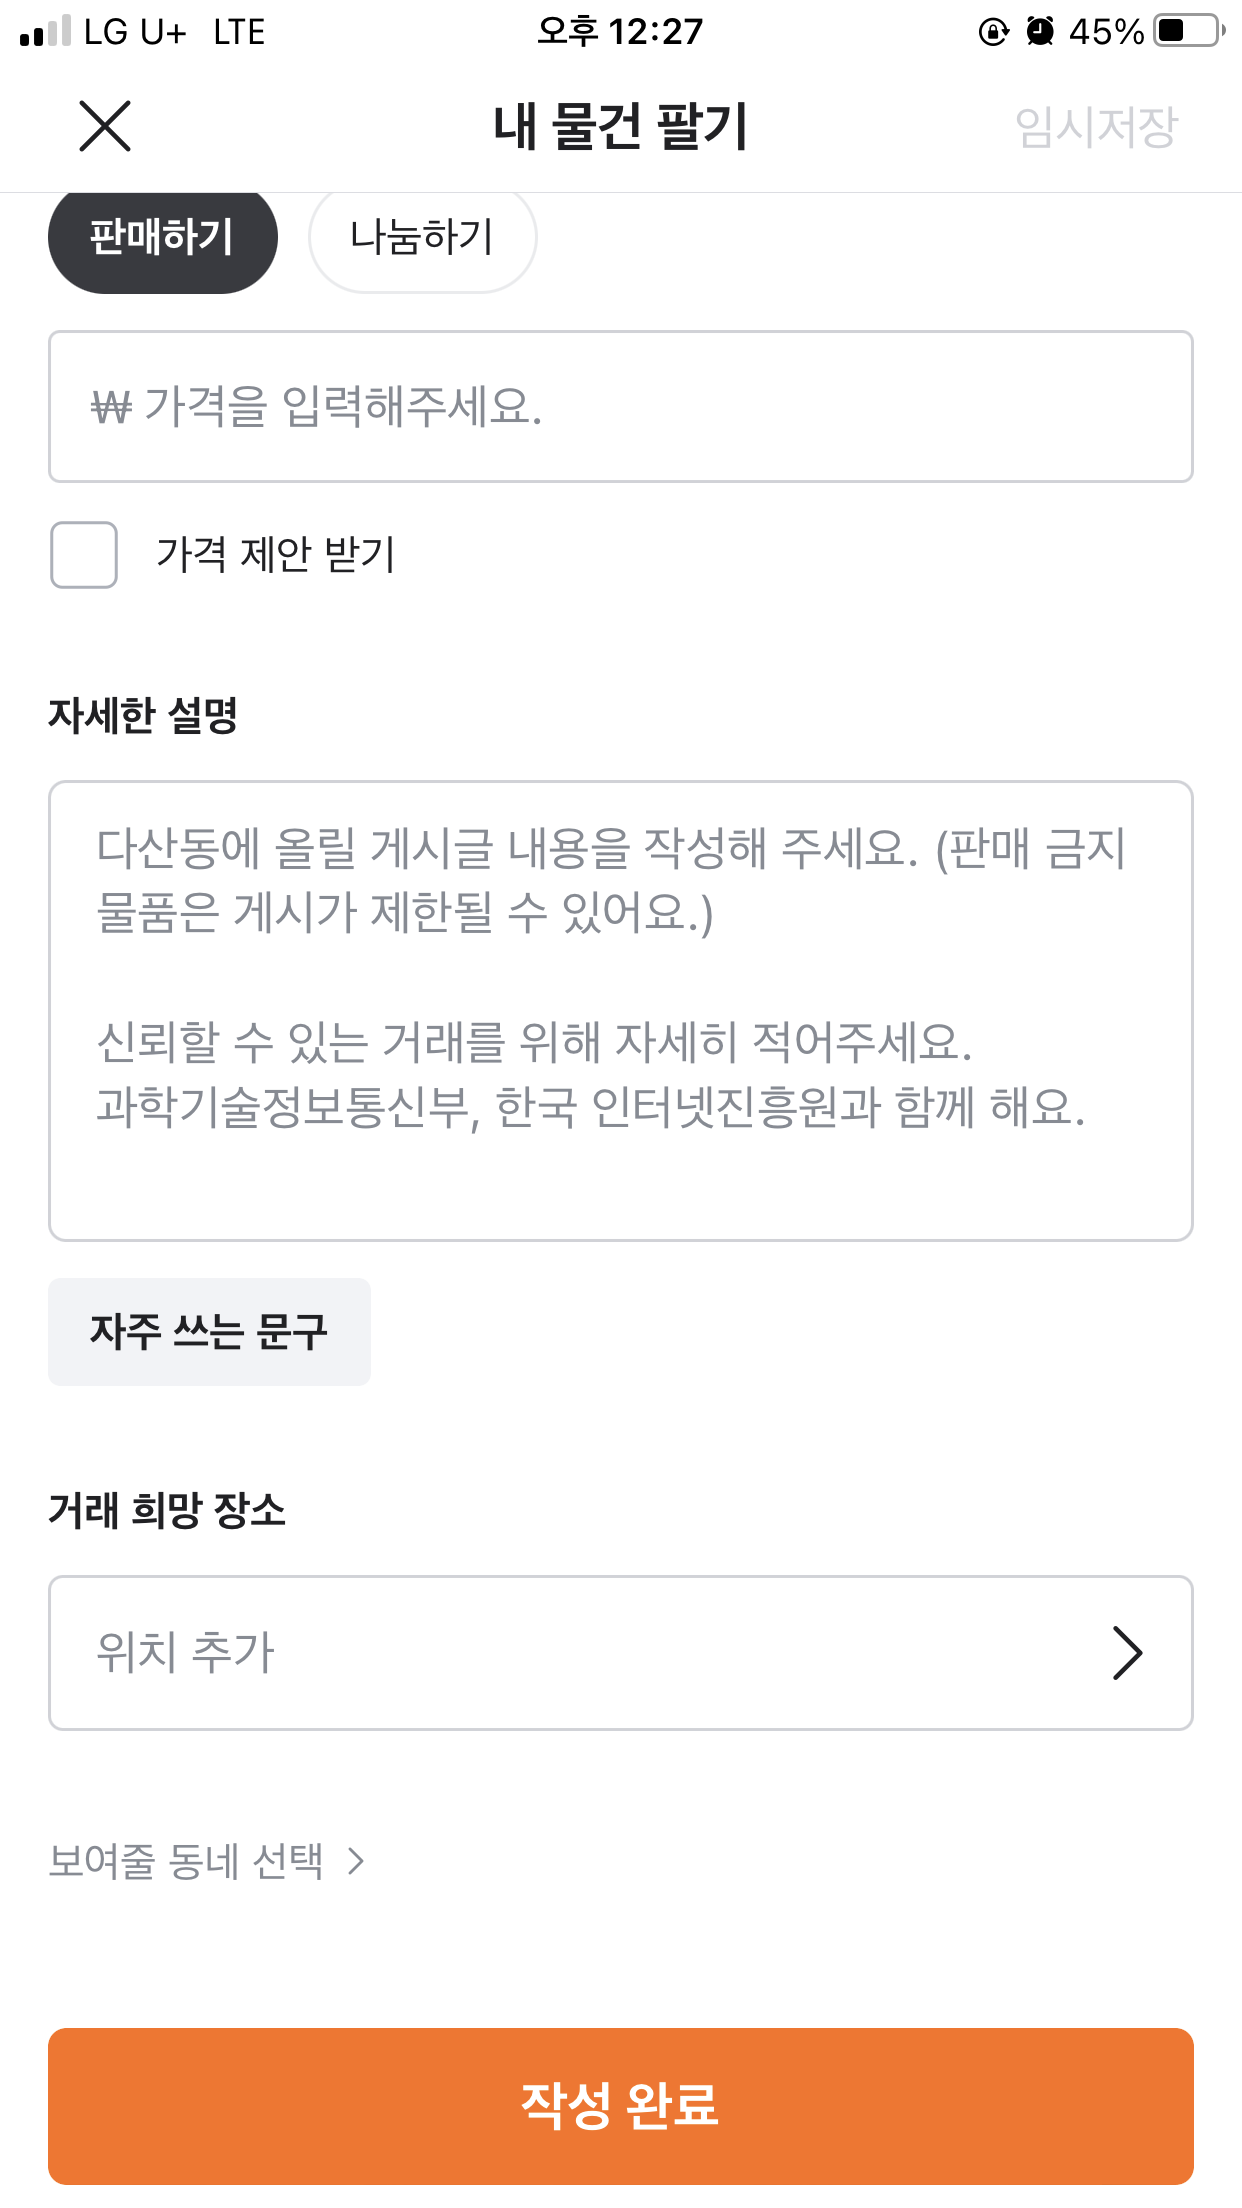 LG U+ LTE 오후 12:27 45%
내 물건 팔기 임시저장
판매하기 나눔하기
₩ 가격을 입력해주세요.
가격 제안 받기
자세한 설명
다산동에 올릴 게시글 내용을 작성해 주세요. (판매 금지
물품은 게시가 제한될 수 있어요.)
신뢰할 수 있는 거래를 위해 자세히 적어주세요.
과학기술정보통신부, 한국 인터넷진흥원과 함께 해요.
자주 쓰는 문구
거래 희망 장소
위치 추가
보여줄 동네 선택
작성 완료